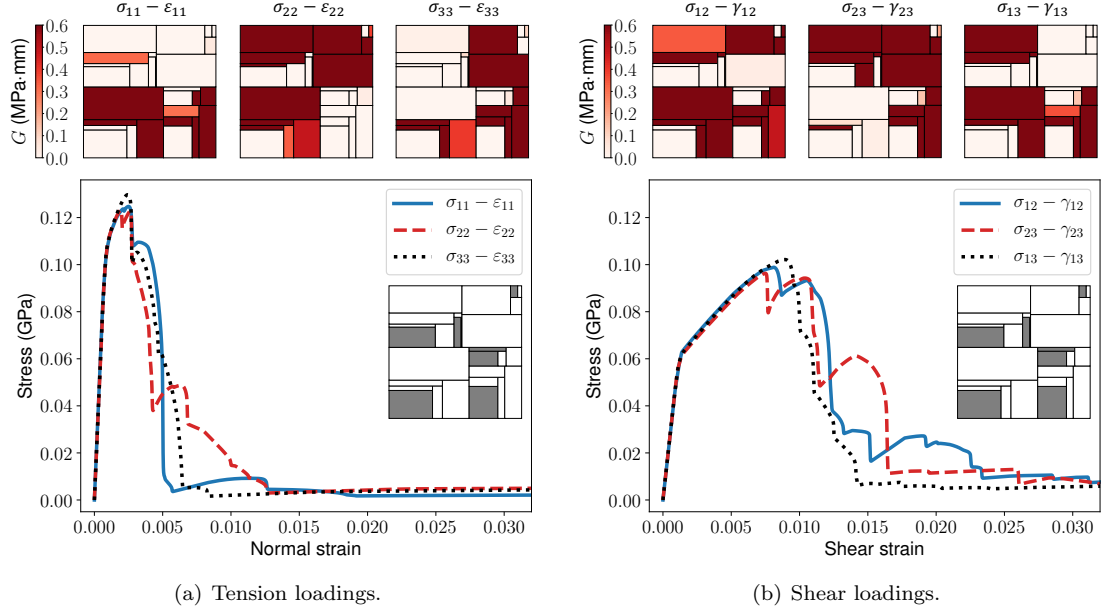 σ₁₁ − ε₁₁ σ₂₂ − ε₂₂ σ₃₃ − ε₃₃
0.6
0.5
0.4
0.3
0.2
0.1
0.0
G (MPa·mm)
σ₁₂ − γ₁₂ σ₂₃ − γ₂₃ σ₁₃ − γ₁₃
0.6
0.5
0.4
0.3
0.2
0.1
0.0
G (MPa·mm)
0.12
0.10
0.08
0.06
0.04
0.02
0.00
Stress (GPa)
σ₁₁ − ε₁₁
σ₂₂ − ε₂₂
σ₃₃ − ε₃₃
0.000 0.005 0.010 0.015 0.020 0.025 0.030
Normal strain
0.12
0.10
0.08
0.06
0.04
0.02
0.00
Stress (GPa)
σ₁₂ − γ₁₂
σ₂₃ − γ₂₃
σ₁₃ − γ₁₃
0.000 0.005 0.010 0.015 0.020 0.025 0.030
Shear strain
(a) Tension loadings.
(b) Shear loadings.